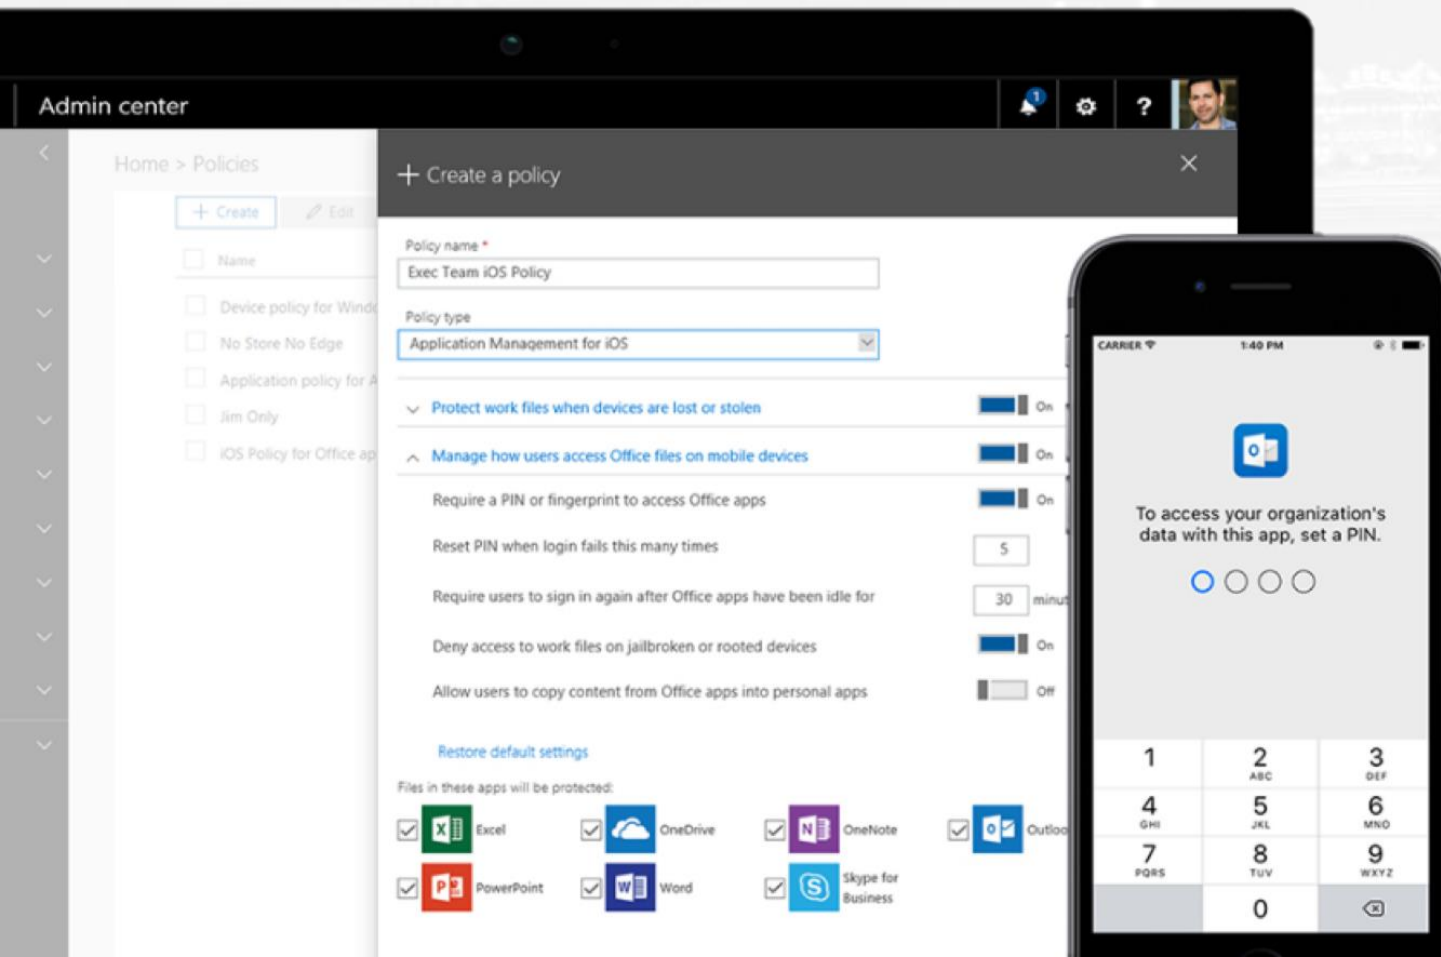 Admin center
1
?
Home > Policies
+ Create a policy
+ Create
Edit
Name
Device policy for Windo
No Store No Edge
Application policy for A
Jim Only
iOS Policy for Office ap
Policy name *
Exec Team iOS Policy
Policy type
Application Management for iOS
Protect work files when devices are lost or stolen
On
Manage how users access Office files on mobile devices
On
Require a PIN or fingerprint to access Office apps
On
Reset PIN when login fails this many times
5
Require users to sign in again after Office apps have been idle for
30 minut
Deny access to work files on jailbroken or rooted devices
On
Allow users to copy content from Office apps into personal apps
Off
Restore default settings
Files in these apps will be protected:
Excel
OneDrive
OneNote
Outloo
PowerPoint
Word
Skype for
Business
CARRIER
1:40 PM
To access your organization's
data with this app, set a PIN.
1
2
ABC
3
DEF
4
GHI
5
JKL
6
MNO
7
PQRS
8
TUV
9
WXYZ
0